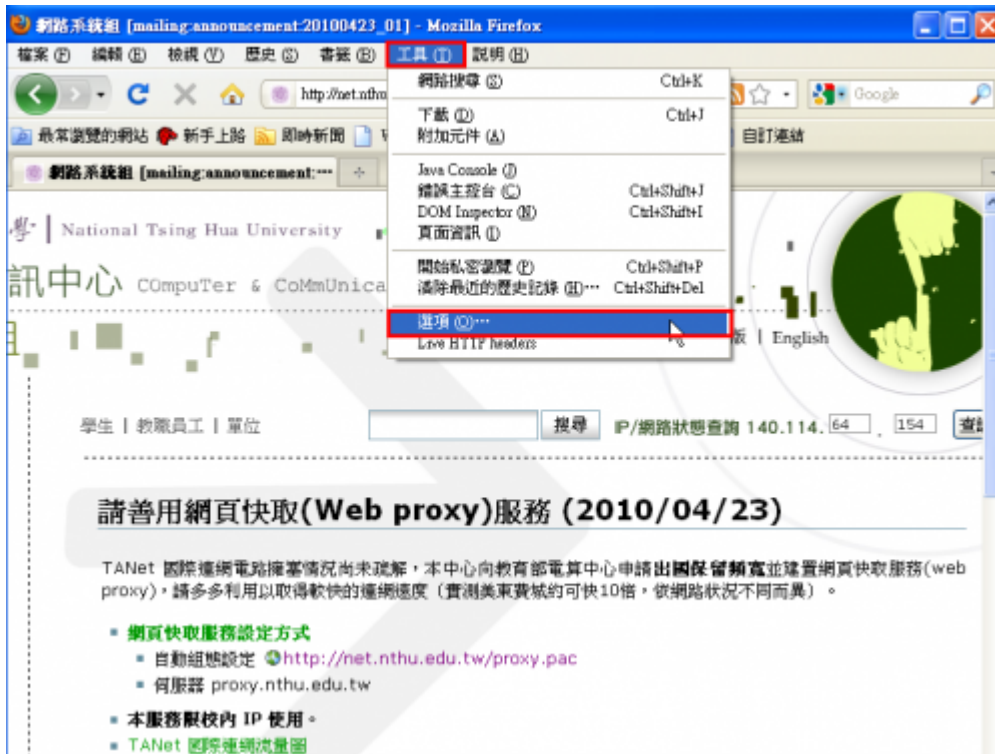 網路系統組 [mailing:announcement:20100423_01] - Mozilla Firefox
檔案(F) 編輯(E) 檢視(V) 歷史(S) 書籤(B) 工具(T) 說明(H)
網路搜尋(S) Ctrl+K
下載(D) Ctrl+J
附加元件(A)
Java Console (J)
錯誤主控台(C) Ctrl+Shift+J
DOM Inspector (N) Ctrl+Shift+I
頁面資訊(I)
開始私密瀏覽(P) Ctrl+Shift+P
清除最近的歷史記錄(H)… Ctrl+Shift+Del
選項(O)…
Live HTTP headers
http://net.nthu
Google
最常瀏覽的網站 新手上路 即時新聞 自訂連結
網路系統組 [mailing:announcement:…
學 | National Tsing Hua University
訊中心 COmpuTer & CoMmUnica
組
版 | English
學生 | 教職員工 | 單位 搜尋 IP/網路狀態查詢 140.114. 64 . 154
請善用網頁快取(Web proxy)服務 (2010/04/23)
TANet 國際連網電路擁塞情況尚未疏解，本中心向教育部電算中心申請出國保留頻寬並建置網頁快取服務(web
proxy)，請多多利用以取得較快的連網速度（實測美東費城約可快10倍，依網路狀況不同而異）。
網頁快取服務設定方式
自動組態設定 http://net.nthu.edu.tw/proxy.pac
伺服器 proxy.nthu.edu.tw
本服務限校內 IP 使用。
TANet 國際連網流量圖